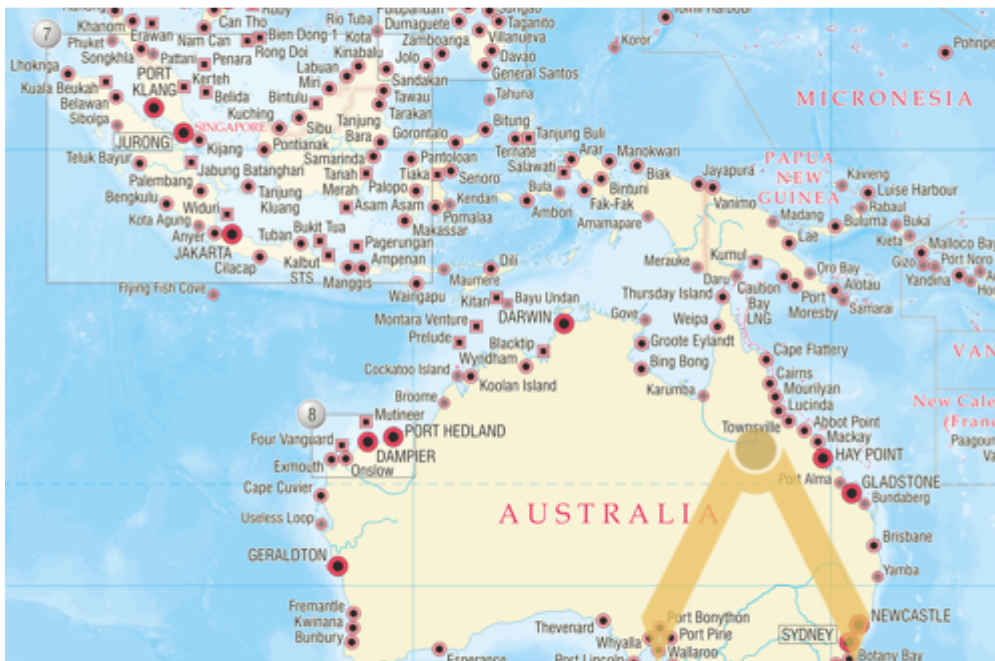 Khanom
Erawan
Can Tho
Rio Tuba
Dumaguete
Taganito
7
Phuket
Nam Can
Bien Dong 1
Kota
Kinabalu
Zamboanga
Villanueva
Koror
Songkhla
Pattani
Penara
Rong Doi
Jolo
Davao
Lhoknga
PORT
KLANG
Kerteh
Labuan
Miri
Sandakan
General Santos
Kuala Beukah
Belida
Bintulu
Tawau
Tahuna
MICRONESIA
Belawan
Kuching
Tarakan
Sibolga
SINGAPORE
Sibu
Tanjung
Bara
Gorontalo
Bitung
Tanjung Buli
JURONG
Kijang
Pontianak
Ternate
Arar
Manokwari
PAPUA
NEW
GUINEA
Teluk Bayur
Jabung Batanghari
Samarinda
Pantoloan
Salawati
Biak
Jayapura
Kavieng
Palembang
Tanah
Merah
Tiaka
Senoro
Bula
Bintuni
Vanimo
Luise Harbour
Bengkulu
Tanjung
Kluang
Palopo
Kendari
Fak-Fak
Rabaul
Widuri
Asam Asam
Pomalaa
Ambon
Madang
Buluma
Buka
Kota Agung
Bukit Tua
Makassar
Amamapare
Lae
Kieta
Malloco Bay
Anyer
Tuban
Pagerungan
Kumul
Gizo
Port Noro
JAKARTA
Kalbut
STS
Ampenan
Dili
Merauke
Daru
Oro Bay
Yandina
Cilacap
Manggis
Maumere
Caution
Bay
LNG
Alotau
Flying Fish Cove
Waingapu
Kitan
Bayu Undan
Thursday Island
Port
Moresby
Samarai
Montara Venture
DARWIN
Gove
Weipa
Prelude
Blacktip
Groote Eylandt
VAN
Wyndham
Bing Bong
Cape Flattery
Cockatoo Island
Koolan Island
Cairns
Broome
Karumba
Mourilyan
8
Mutineer
Lucinda
Four Vanguard
PORT HEDLAND
Townsville
Abbot Point
DAMPIER
Mackay
Exmouth
Onslow
HAY POINT
Cape Cuvier
Port Alma
GLADSTONE
Useless Loop
AUSTRALIA
Bundaberg
GERALDTON
Brisbane
Yamba
Fremantle
Port Bonython
NEWCASTLE
Kwinana
Thevenard
Port Pirie
SYDNEY
Bunbury
Whyalla
Wallaroo
Botany Bay
Esperance
Port Lincoln